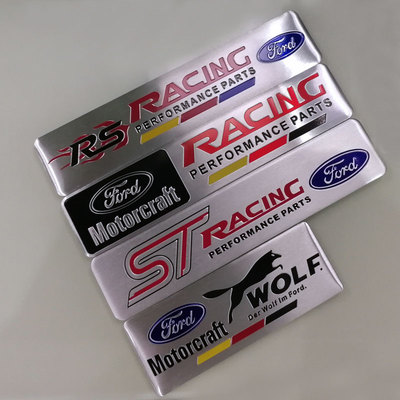 RS RACING Ford
PERFORMANCE PARTS
Ford Motorcraft RACING
PERFORMANCE PARTS
ST RACING Ford
PERFORMANCE PARTS
Ford WOLF
Der Wolf im Ford.
Motorcraft